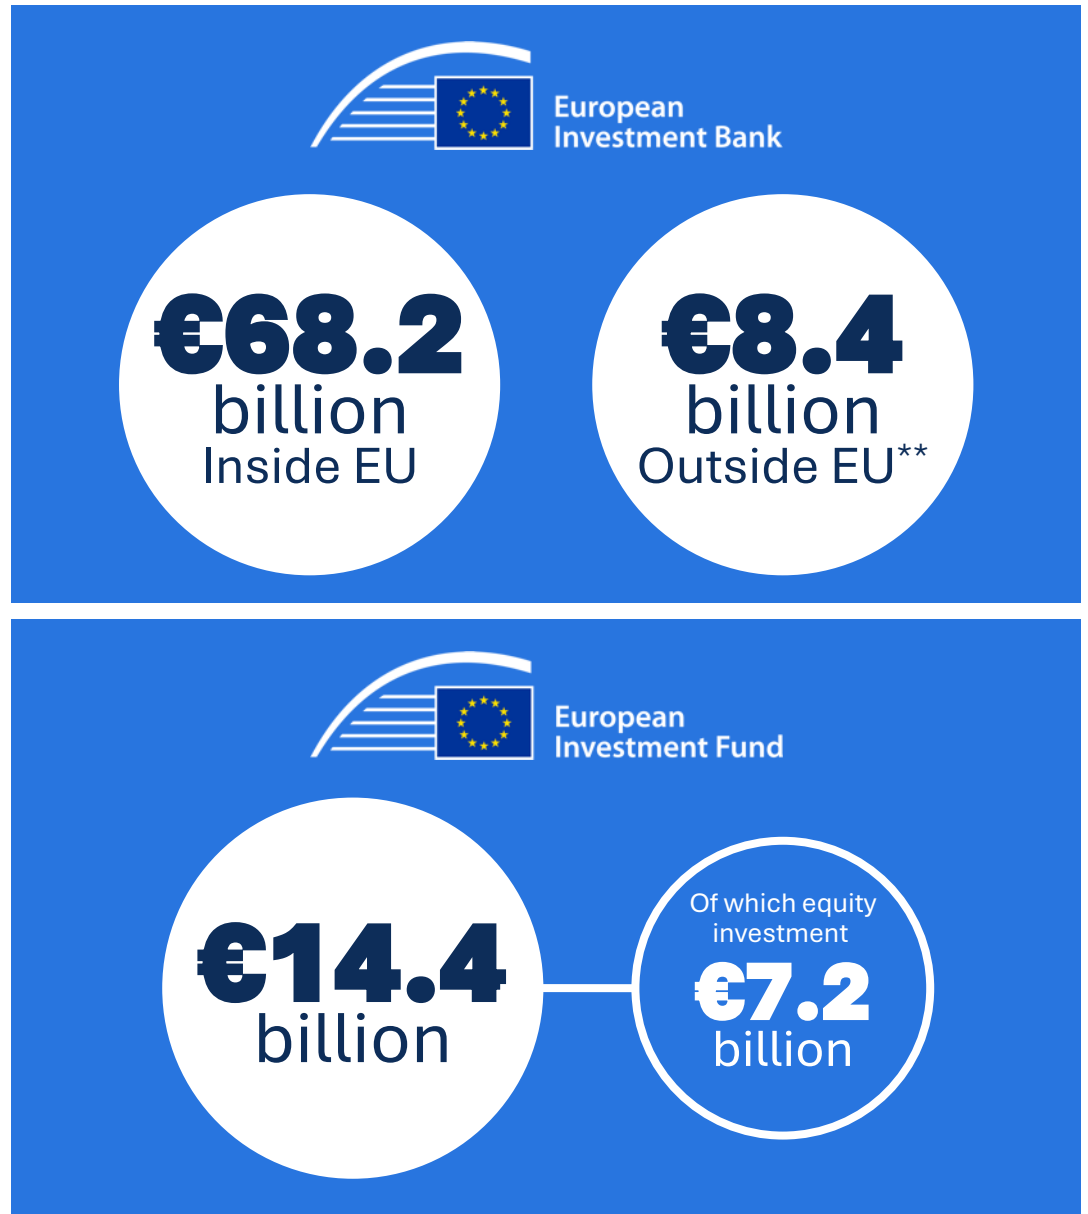 European
Investment Bank
€68.2
billion
Inside EU
€8.4
billion
Outside EU**
European
Investment Fund
€14.4
billion
Of which equity
investment
€7.2
billion